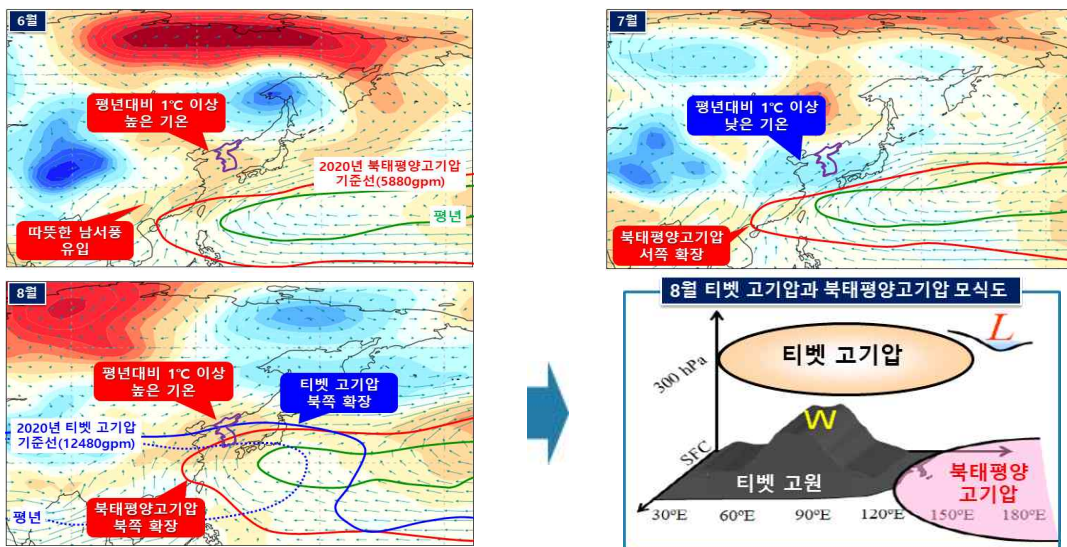 6월
평년대비 1℃ 이상
높은 기온
2020년 북태평양고기압
기준선(5880gpm)
평년
따뜻한 남서풍
유입
7월
평년대비 1℃ 이상
낮은 기온
북태평양고기압
서쪽 확장
8월
평년대비 1℃ 이상
높은 기온
티벳 고기압
북쪽 확장
2020년 티벳 고기압
기준선(12480gpm)
북태평양고기압
북쪽 확장
평년
8월 티벳 고기압과 북태평양고기압 모식도
L
티벳 고기압
300 hPa
W
SFC
티벳 고원
북태평양
고기압
30ºE 60ºE 90ºE 120ºE 150ºE 180ºE